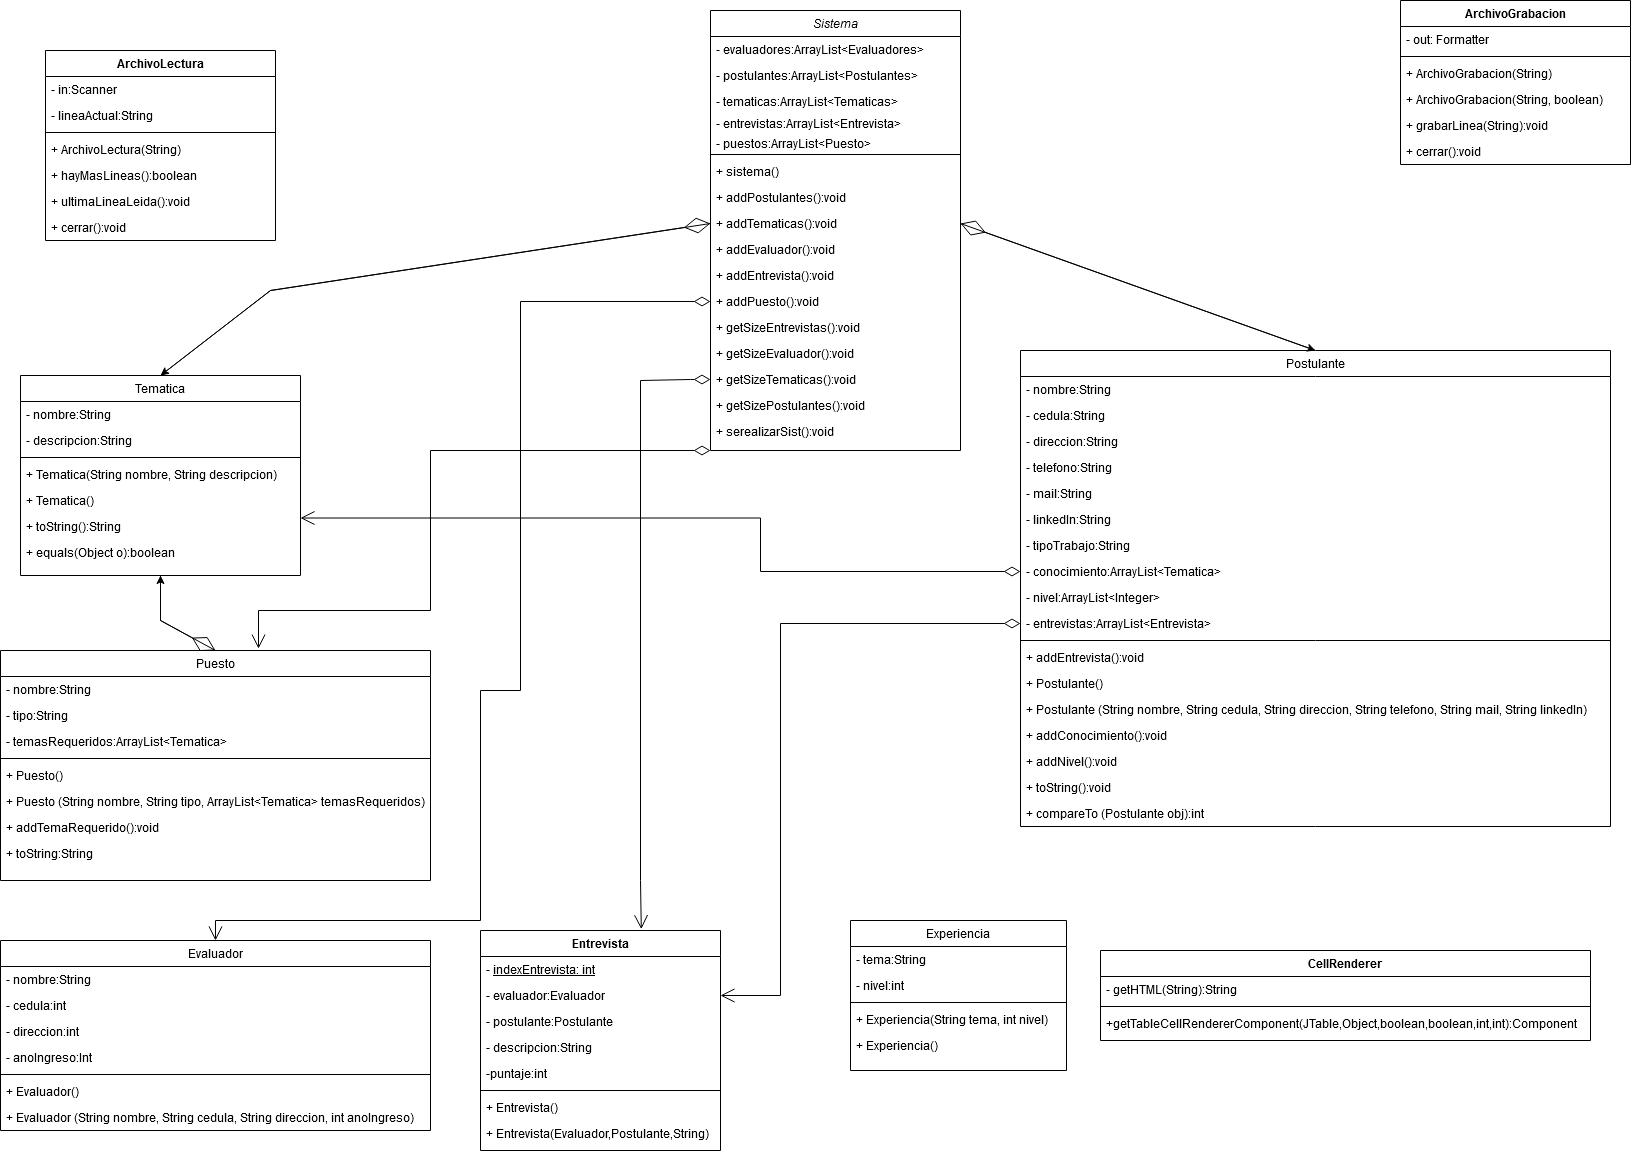 ArchivoLectura
- in:Scanner
- lineaActual:String
+ ArchivoLectura(String)
+ hayMasLineas():boolean
+ ultimaLineaLeida():void
+ cerrar():void
Sistema
- evaluadores:ArrayList<Evaluadores>
- postulantes:ArrayList<Postulantes>
- tematicas:ArrayList<Tematicas>
- entrevistas:ArrayList<Entrevista>
- puestos:ArrayList<Puesto>
+ sistema()
+ addPostulantes():void
+ addTematicas():void
+ addEvaluador():void
+ addEntrevista():void
+ addPuesto():void
+ getSizeEntrevistas():void
+ getSizeEvaluador():void
+ getSizeTematicas():void
+ getSizePostulantes():void
+ serealizarSist():void
ArchivoGrabacion
- out: Formatter
+ ArchivoGrabacion(String)
+ ArchivoGrabacion(String, boolean)
+ grabarLinea(String):void
+ cerrar():void
Tematica
- nombre:String
- descripcion:String
+ Tematica(String nombre, String descripcion)
+ Tematica()
+ toString():String
+ equals(Object o):boolean
Postulante
- nombre:String
- cedula:String
- direccion:String
- telefono:String
- mail:String
- linkedIn:String
- tipoTrabajo:String
- conocimiento:ArrayList<Tematica>
- nivel:ArrayList<Integer>
- entrevistas:ArrayList<Entrevista>
+ addEntrevista():void
+ Postulante()
+ Postulante (String nombre, String cedula, String direccion, String telefono, String mail, String linkedIn)
+ addConocimiento():void
+ addNivel():void
+ toString():void
+ compareTo (Postulante obj):int
Puesto
- nombre:String
- tipo:String
- temasRequeridos:ArrayList<Tematica>
+ Puesto()
+ Puesto (String nombre, String tipo, ArrayList<Tematica> temasRequeridos)
+ addTemaRequerido():void
+ toString:String
Evaluador
- nombre:String
- cedula:int
- direccion:int
- anoIngreso:Int
+ Evaluador()
+ Evaluador (String nombre, String cedula, String direccion, int anoIngreso)
Entrevista
- indexEntrevista: int
- evaluador:Evaluador
- postulante:Postulante
- descripcion:String
-puntaje:int
+ Entrevista()
+ Entrevista(Evaluador,Postulante,String)
Experiencia
- tema:String
- nivel:int
+ Experiencia(String tema, int nivel)
+ Experiencia()
CellRenderer
- getHTML(String):String
+getTableCellRendererComponent(JTable,Object,boolean,boolean,int,int):Component